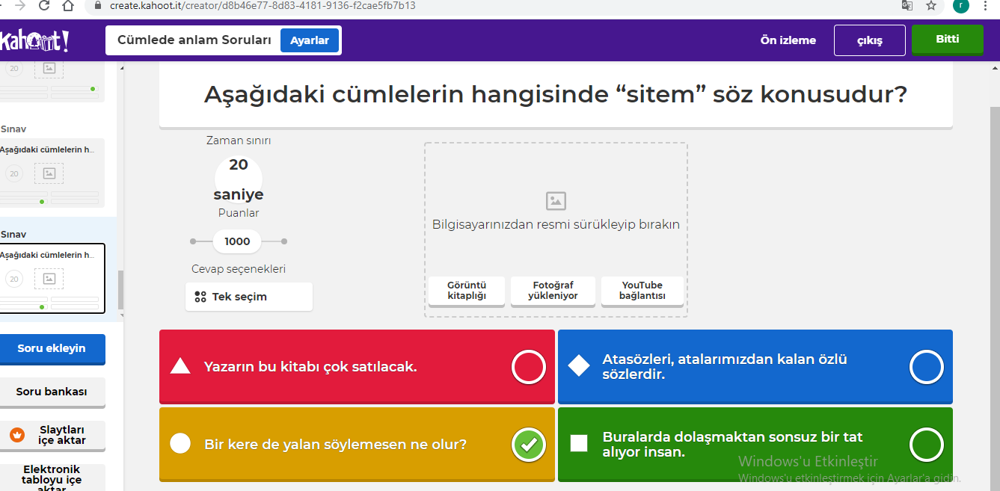 create.kahoot.it/creator/d8b46e77-8d83-4181-9136-f2cae5fb7b13
r
Kahoot!
Cümlede anlam Soruları
Ayarlar
Ön izleme
çıkış
Bitti
20
Sınav
Aşağıdaki cümlelerin h...
20
Sınav
Aşağıdaki cümlelerin h...
20
Soru ekleyin
Soru bankası
Slaytları
içe aktar
Elektronik
tabloyu içe
aktar
Aşağıdaki cümlelerin hangisinde “sitem” söz konusudur?
Zaman sınırı
20
saniye
Puanlar
1000
Cevap seçenekleri
Tek seçim
Bilgisayarınızdan resmi sürükleyip bırakın
Görüntü
kitaplığı
Fotoğraf
yükleniyor
YouTube
bağlantısı
Yazarın bu kitabı çok satılacak.
Atasözleri, atalarımızdan kalan özlü
sözlerdir.
Bir kere de yalan söylemesen ne olur?
Buralarda dolaşmaktan sonsuz bir tat
alıyor insan.
Windows'u Etkinleştir
Windows'u etkinleştirmek için Ayarlar'a gidin.